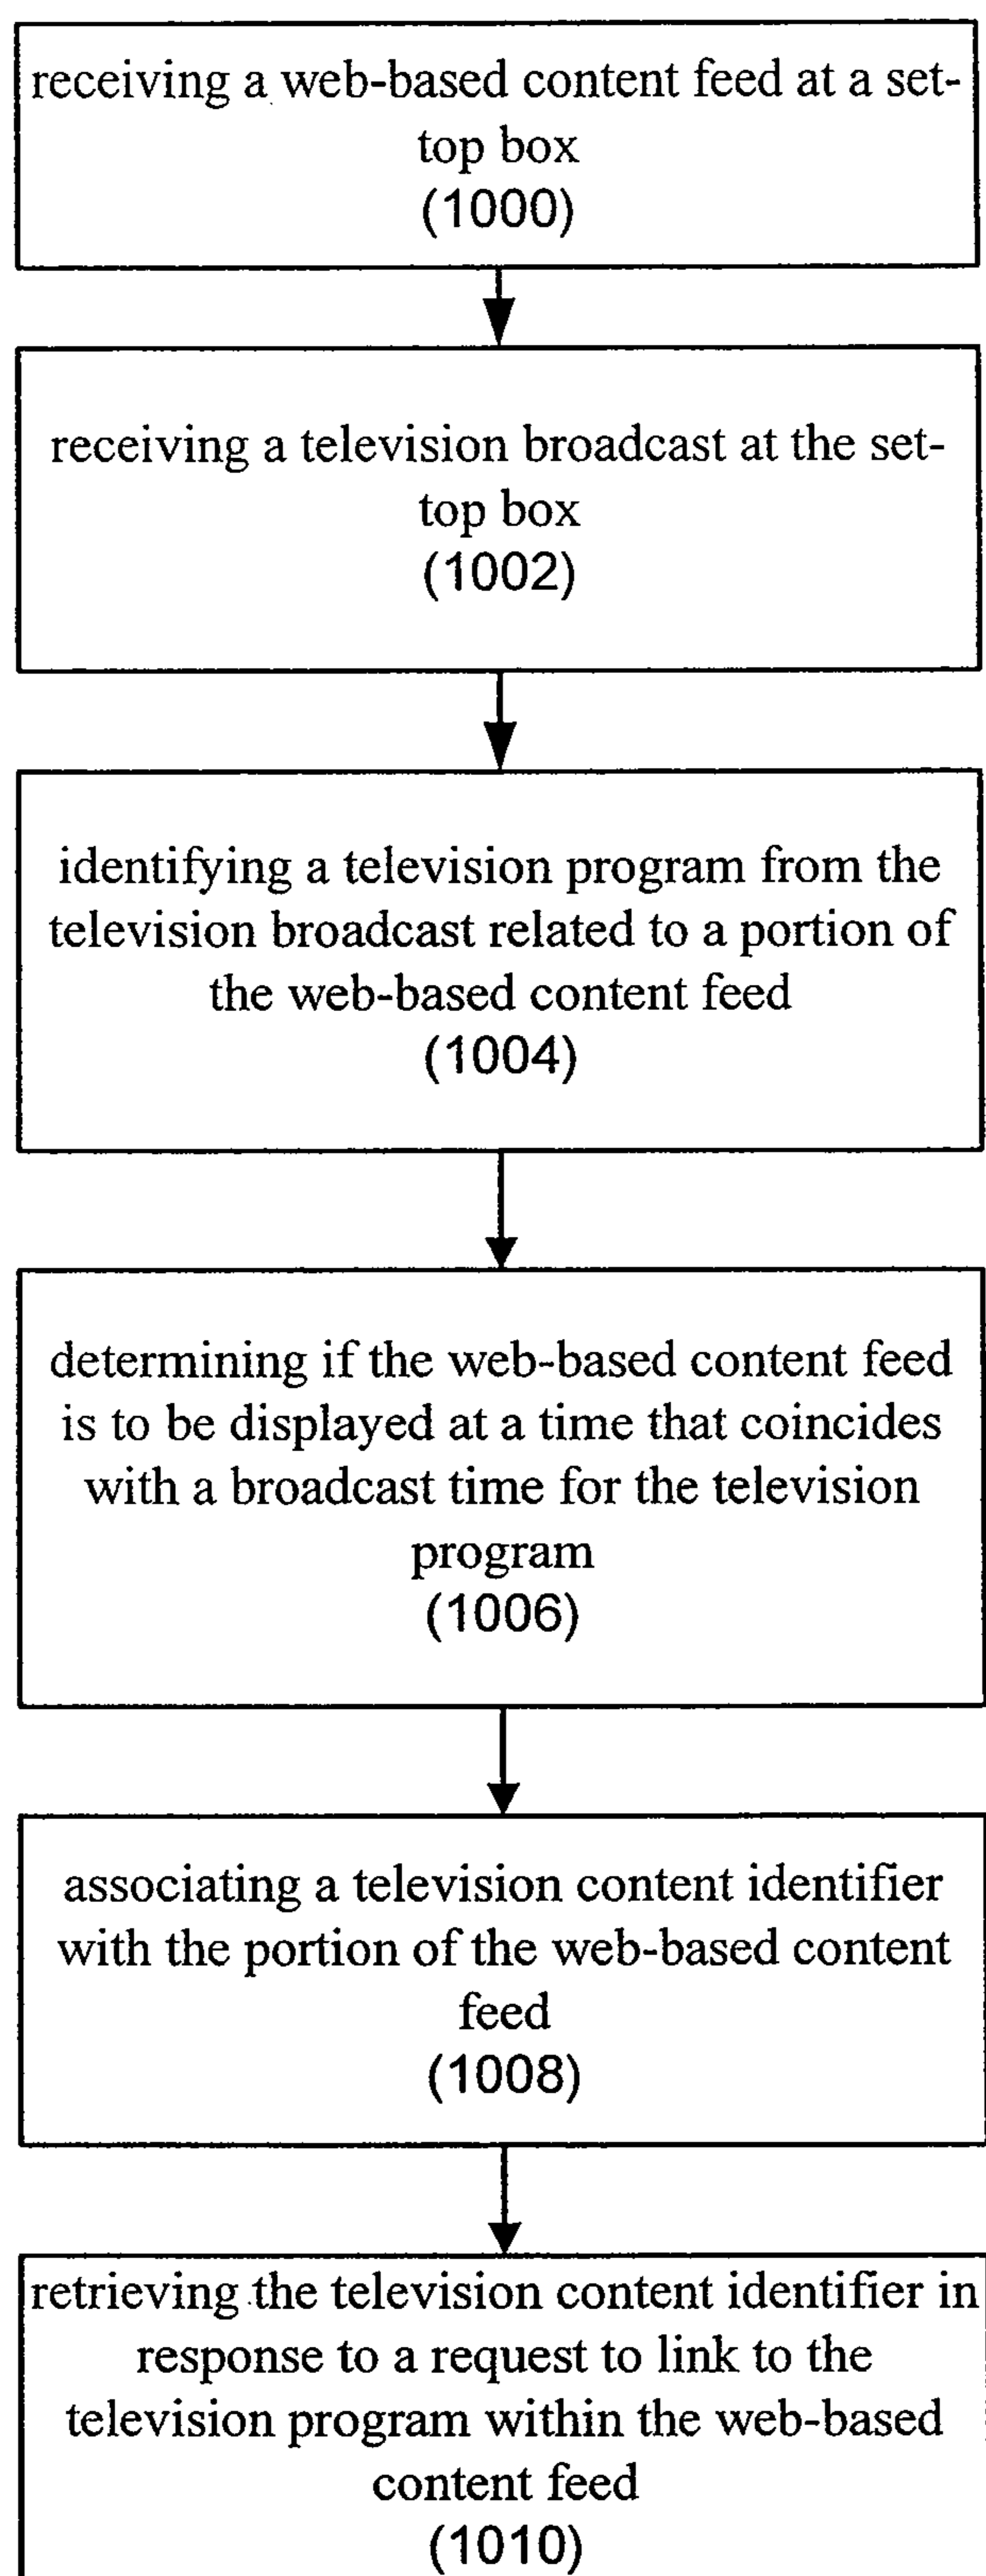 receiving a web-based content feed at a set-
top box
(1000)
receiving a television broadcast at the set-
top box
(1002)
identifying a television program from the
television broadcast related to a portion of
the web-based content feed
(1004)
determining if the web-based content feed
is to be displayed at a time that coincides
with a broadcast time for the television
program
(1006)
associating a television content identifier
with the portion of the web-based content
feed
(1008)
retrieving the television content identifier in
response to a request to link to the
television program within the web-based
content feed
(1010)